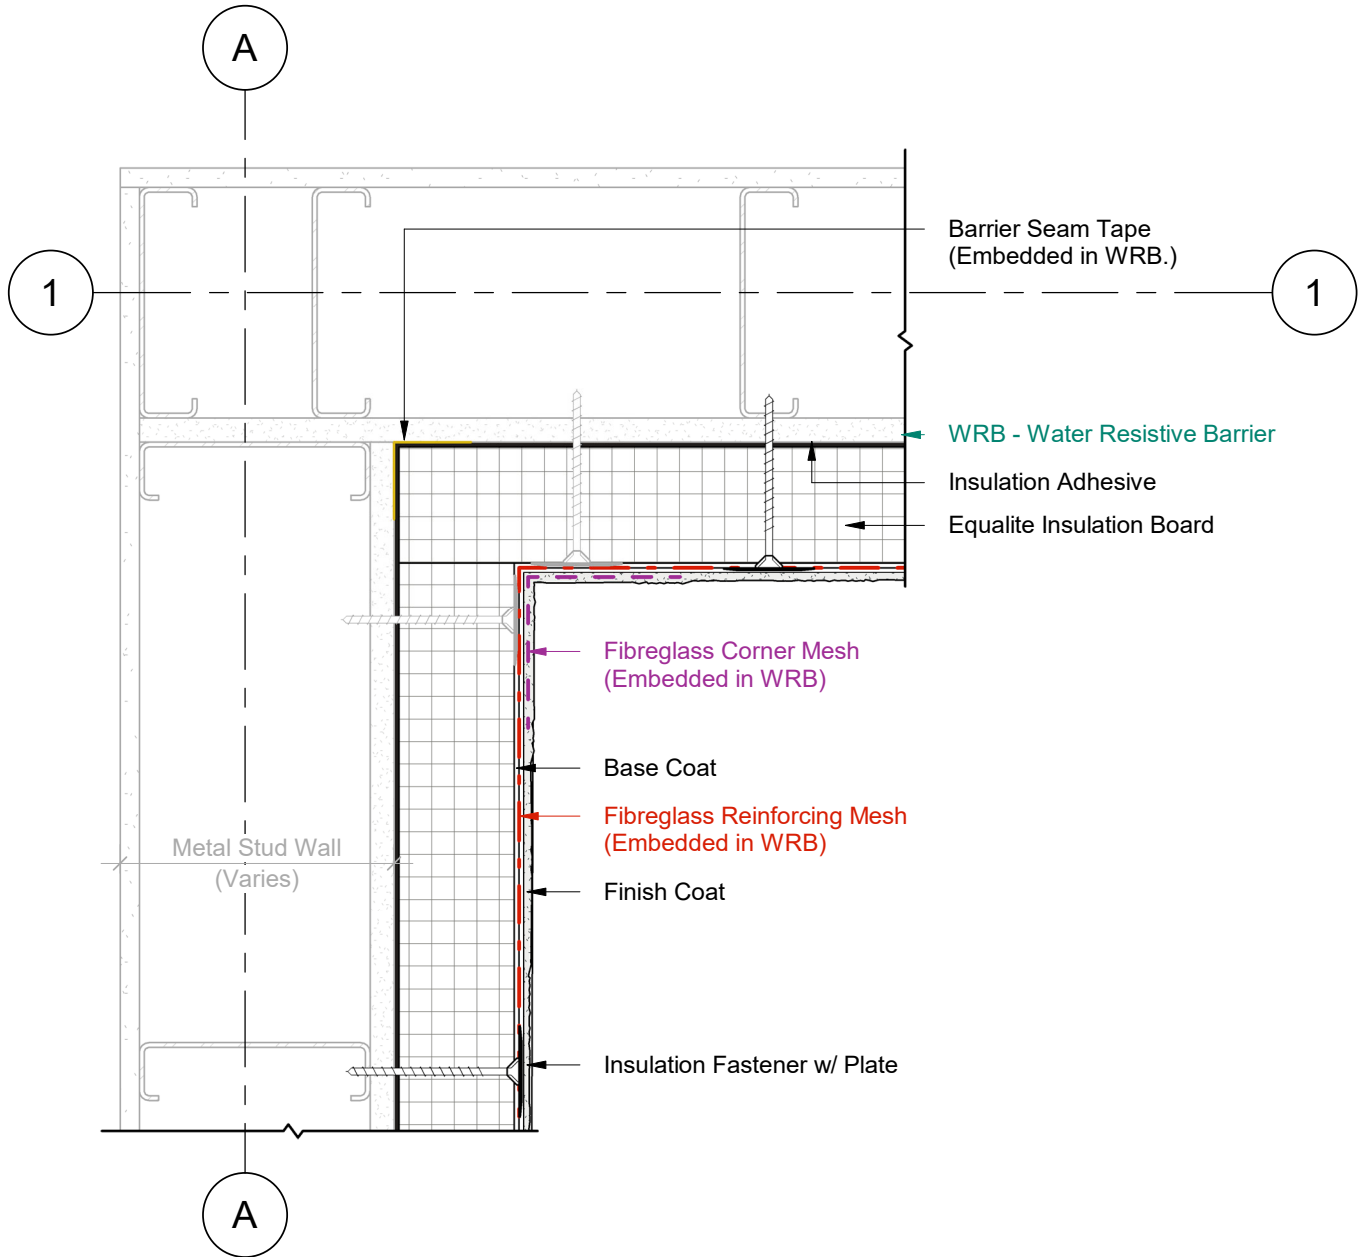 A
Barrier Seam Tape
(Embedded in WRB.)
1
1
WRB - Water Resistive Barrier
Insulation Adhesive
Equalite Insulation Board
Fibreglass Corner Mesh
(Embedded in WRB)
Base Coat
Fibreglass Reinforcing Mesh
(Embedded in WRB)
Metal Stud Wall
(Varies)
Finish Coat
Insulation Fastener w/ Plate
A